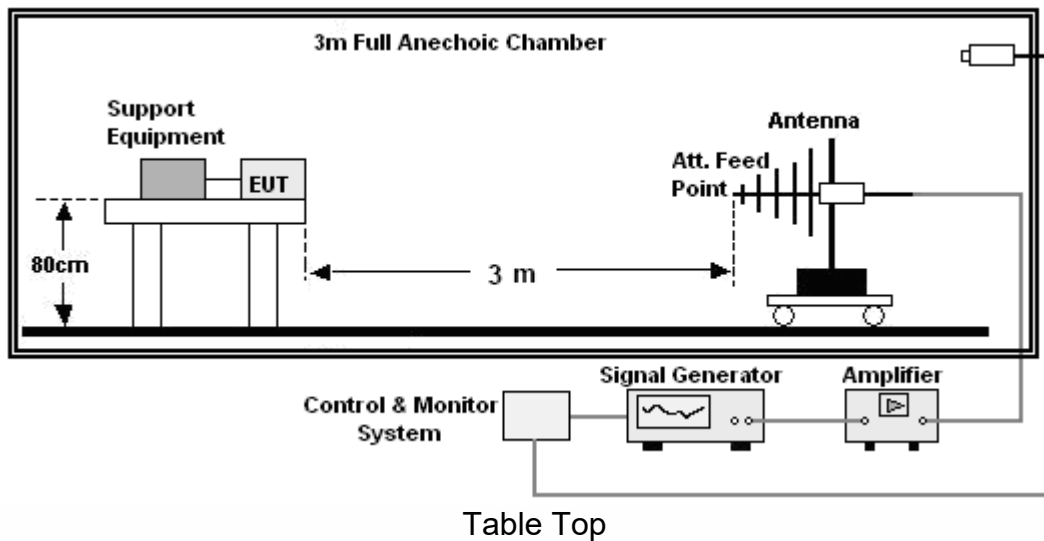 3m Full Anechoic Chamber
Support
Equipment
EUT
Antenna
Att. Feed
Point
80cm
3 m
Signal Generator
Amplifier
Control & Monitor
System
Table Top